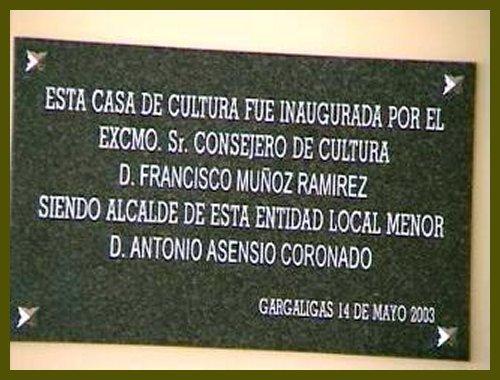 ESTA CASA DE CULTURA FUE INAUGURADA POR EL
EXCMO. Sr. CONSEJERO DE CULTURA
D. FRANCISCO MUÑOZ RAMIREZ
SIENDO ALCALDE DE ESTA ENTIDAD LOCAL MENOR
D. ANTONIO ASENSIO CORONADO
GARGALIGAS 14 DE MAYO 2003